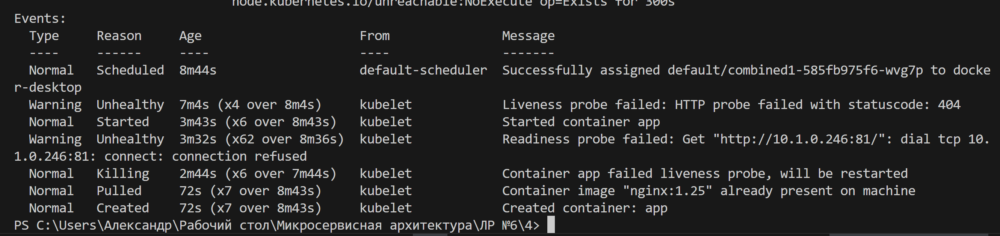 node.kubernetes.io/unreachable:NoExecute op=Exists for 300s
Events:
  Type     Reason     Age                    From               Message
  ----     ------     ----                   ----               -------
  Normal   Scheduled  8m44s                  default-scheduler  Successfully assigned default/combined1-585fb975f6-wvg7p to docke
r-desktop
  Warning  Unhealthy  7m4s (x4 over 8m4s)    kubelet            Liveness probe failed: HTTP probe failed with statuscode: 404
  Normal   Started    3m43s (x6 over 8m43s)  kubelet            Started container app
  Warning  Unhealthy  3m32s (x62 over 8m36s)  kubelet            Readiness probe failed: Get "http://10.1.0.246:81/": dial tcp 10.
1.0.246:81: connect: connection refused
  Normal   Killing    2m44s (x6 over 7m44s)  kubelet            Container app failed liveness probe, will be restarted
  Normal   Pulled     72s (x7 over 8m43s)    kubelet            Container image "nginx:1.25" already present on machine
  Normal   Created    72s (x7 over 8m43s)    kubelet            Created container: app
PS C:\Users\Александр\Рабочий стол\Микросервисная архитектура\ЛР №6\4>